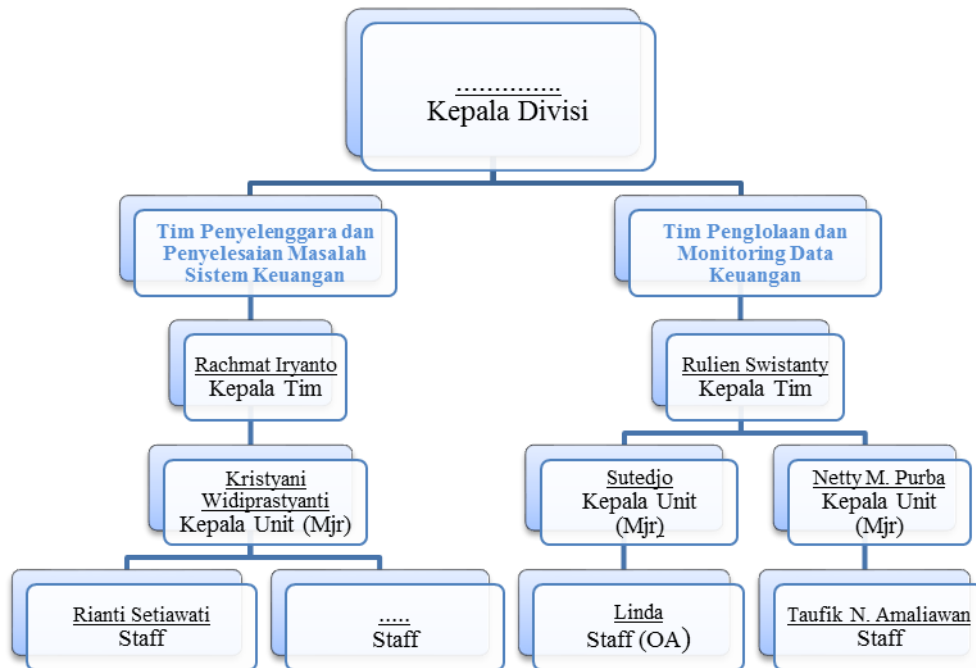 ..............
Kepala Divisi
Tim Penyelenggara dan
Penyelesaian Masalah
Sistem Keuangan
Tim Penglolaan dan
Monitoring Data
Keuangan
Rachmat Iryanto
Kepala Tim
Rulien Swistanty
Kepala Tim
Kristyani
Widiprastyanti
Kepala Unit (Mjr)
Sutedjo
Kepala Unit
(Mjr)
Netty M. Purba
Kepala Unit
(Mjr)
Rianti Setiawati
Staff
.....
Staff
Linda
Staff (OA)
Taufik N. Amaliawan
Staff